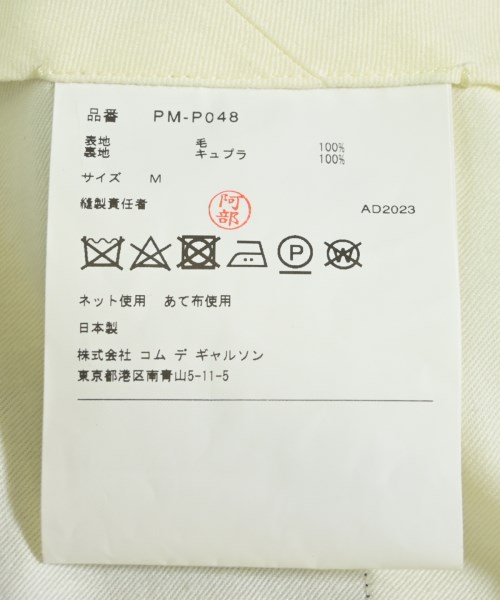 品番 PM-P048
表地 毛 100%
裏地 キュプラ 100%
サイズ M
縫製責任者 阿部 AD2023
P W
ネット使用 あて布使用
日本製
株式会社 コム デ ギャルソン
東京都港区南青山5-11-5